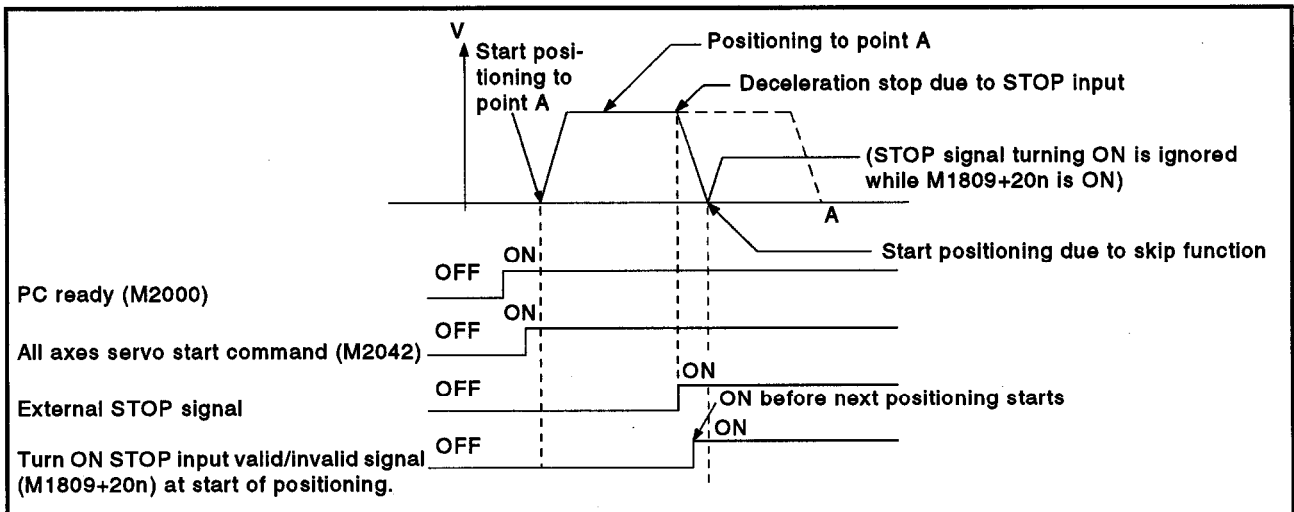 V
Start posi-
tioning to
point A
Positioning to point A
Deceleration stop due to STOP input
(STOP signal turning ON is ignored
while M1809+20n is ON)
A
Start positioning due to skip function
OFF
ON
PC ready (M2000)
OFF
ON
All axes servo start command (M2042)
OFF
ON
External STOP signal
ON before next positioning starts
OFF
ON
Turn ON STOP input valid/invalid signal
(M1809+20n) at start of positioning.